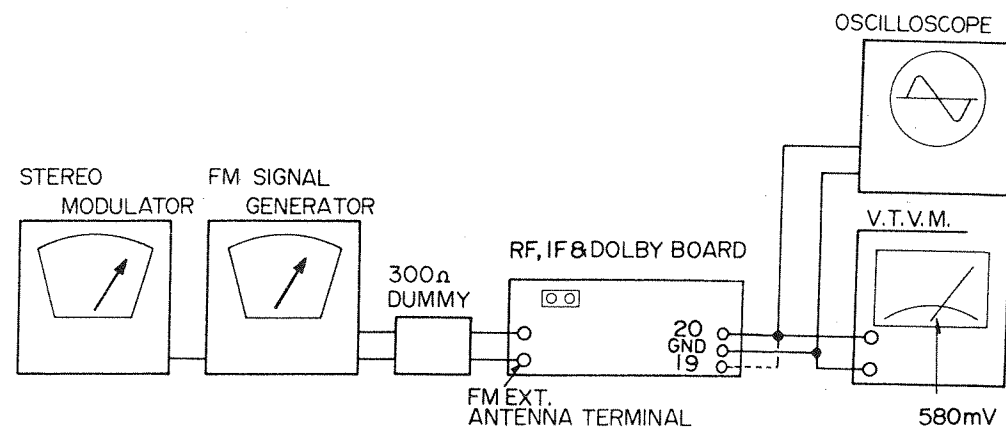 OSCILLOSCOPE
STEREO
MODULATOR
FM SIGNAL
GENERATOR
V.T.V.M.
RF, IF & DOLBY BOARD
300Ω
DUMMY
20
GND
19
FM EXT.
ANTENNA TERMINAL
580mV